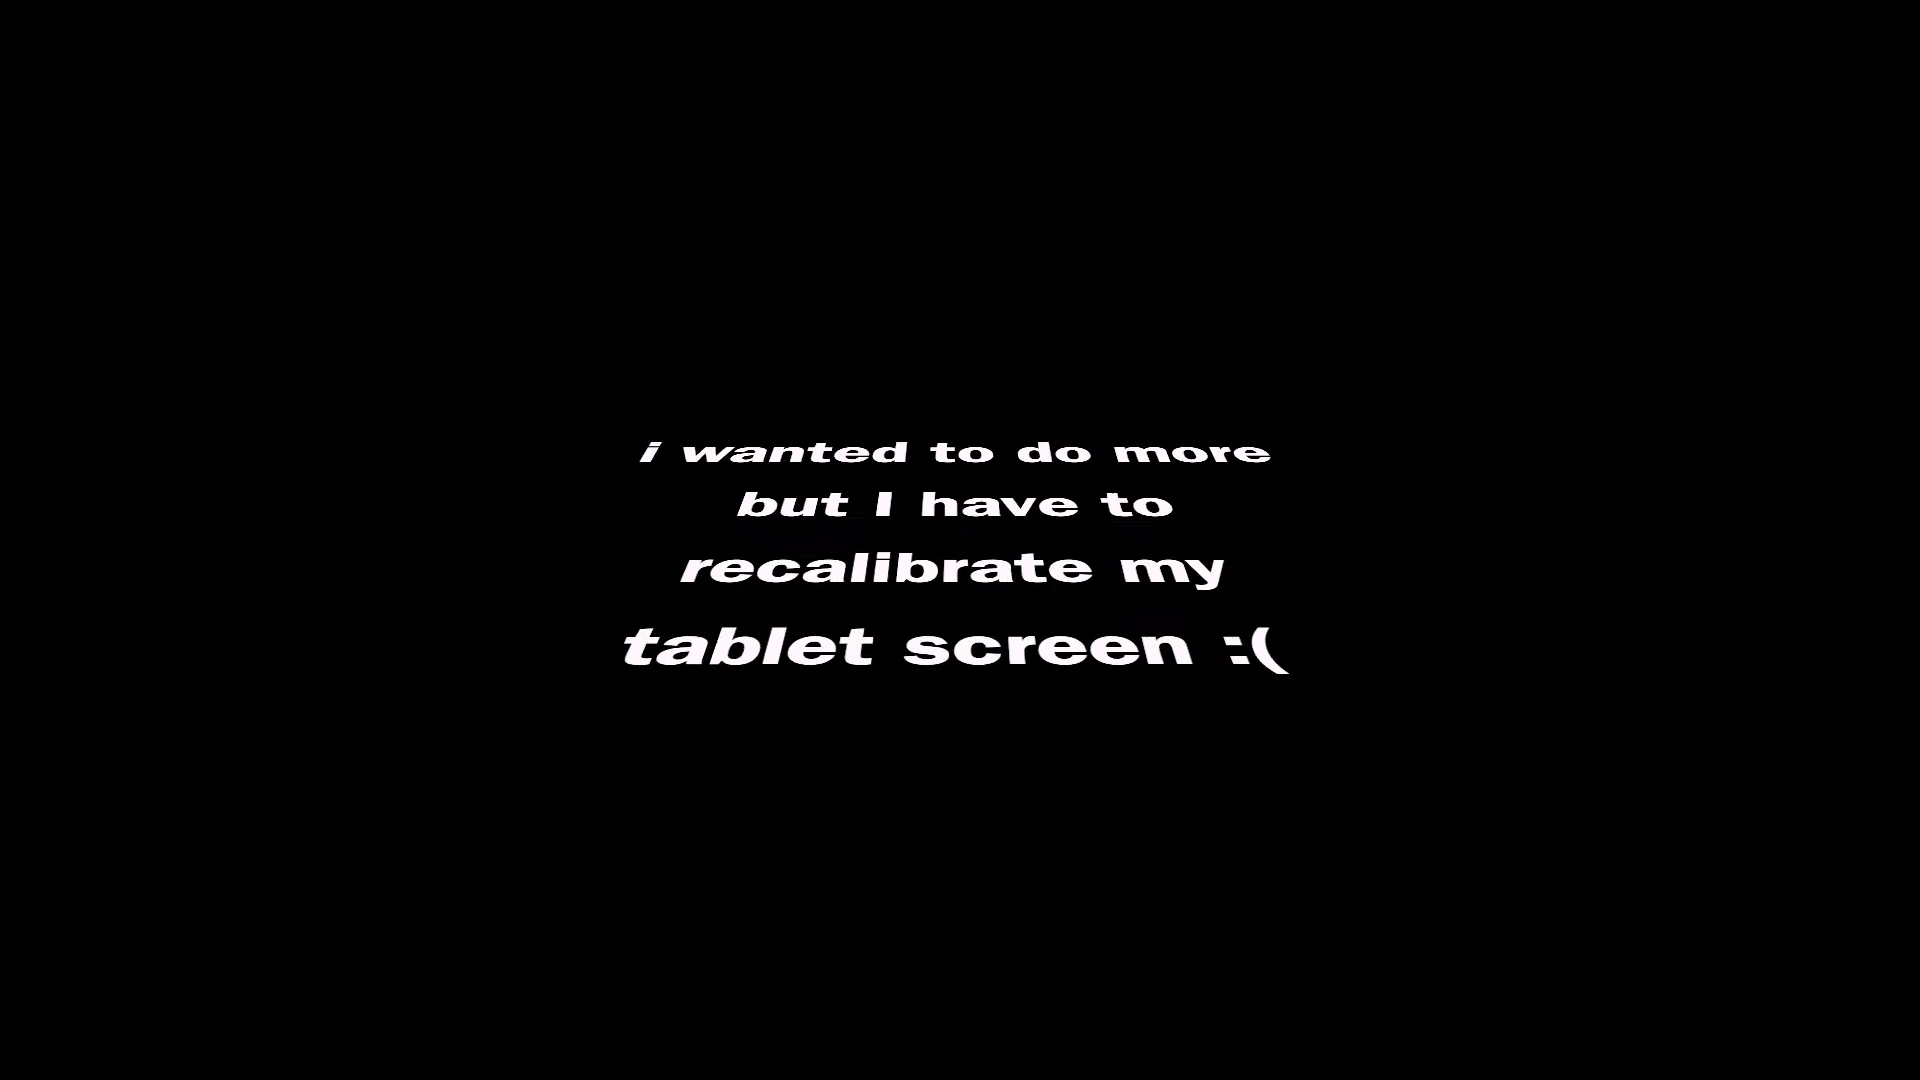 i wanted to do more
but I have to
recalibrate my
tablet screen :(